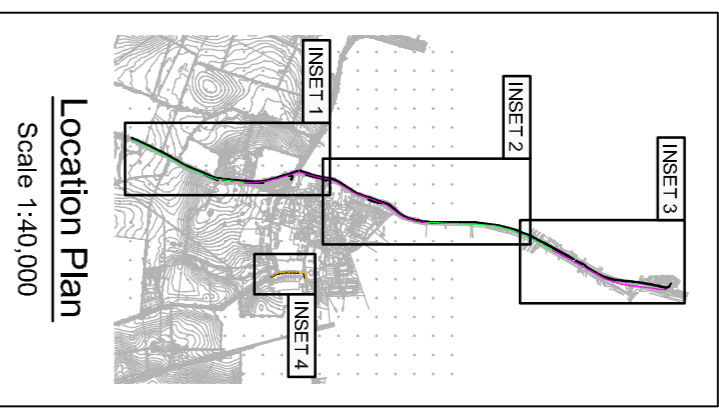 INSET 1
INSET 2
INSET 3
INSET 4
Location Plan
Scale 1:40,000